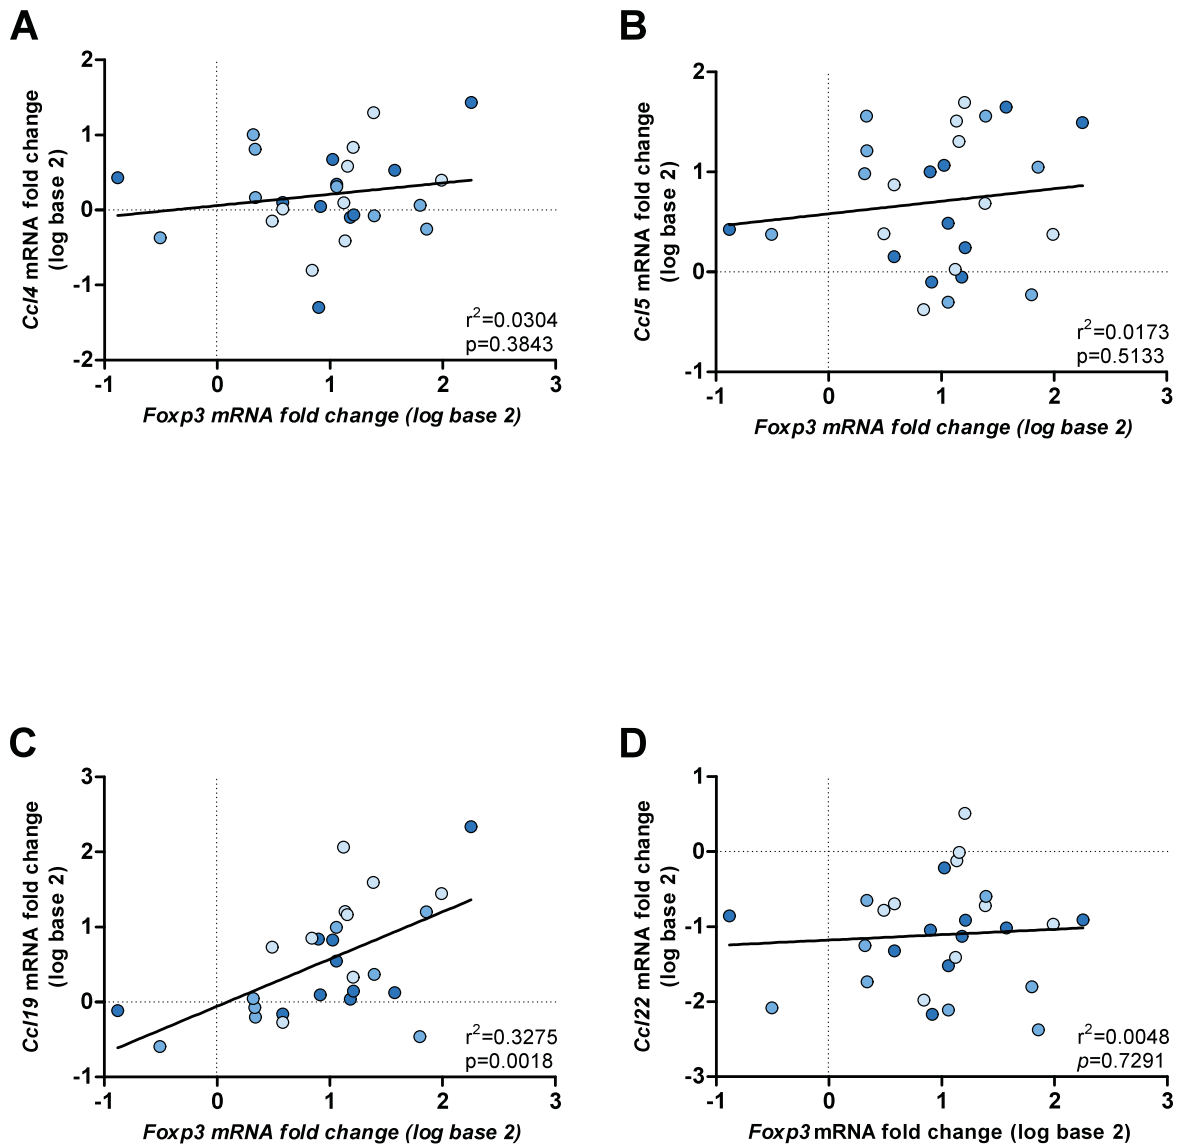 A
2
1
0
-1
-2
Ccl4 mRNA fold change
(log base 2)
r²=0.0304
p=0.3843
-1 0 1 2 3
Foxp3 mRNA fold change (log base 2)
B
2
1
0
-1
Ccl5 mRNA fold change
(log base 2)
r²=0.0173
p=0.5133
-1 0 1 2 3
Foxp3 mRNA fold change (log base 2)
C
3
2
1
0
-1
Ccl19 mRNA fold change
(log base 2)
r²=0.3275
p=0.0018
-1 0 1 2 3
Foxp3 mRNA fold change (log base 2)
D
1
0
-1
-2
-3
Ccl22 mRNA fold change
(log base 2)
r²=0.0048
p=0.7291
-1 0 1 2 3
Foxp3 mRNA fold change (log base 2)